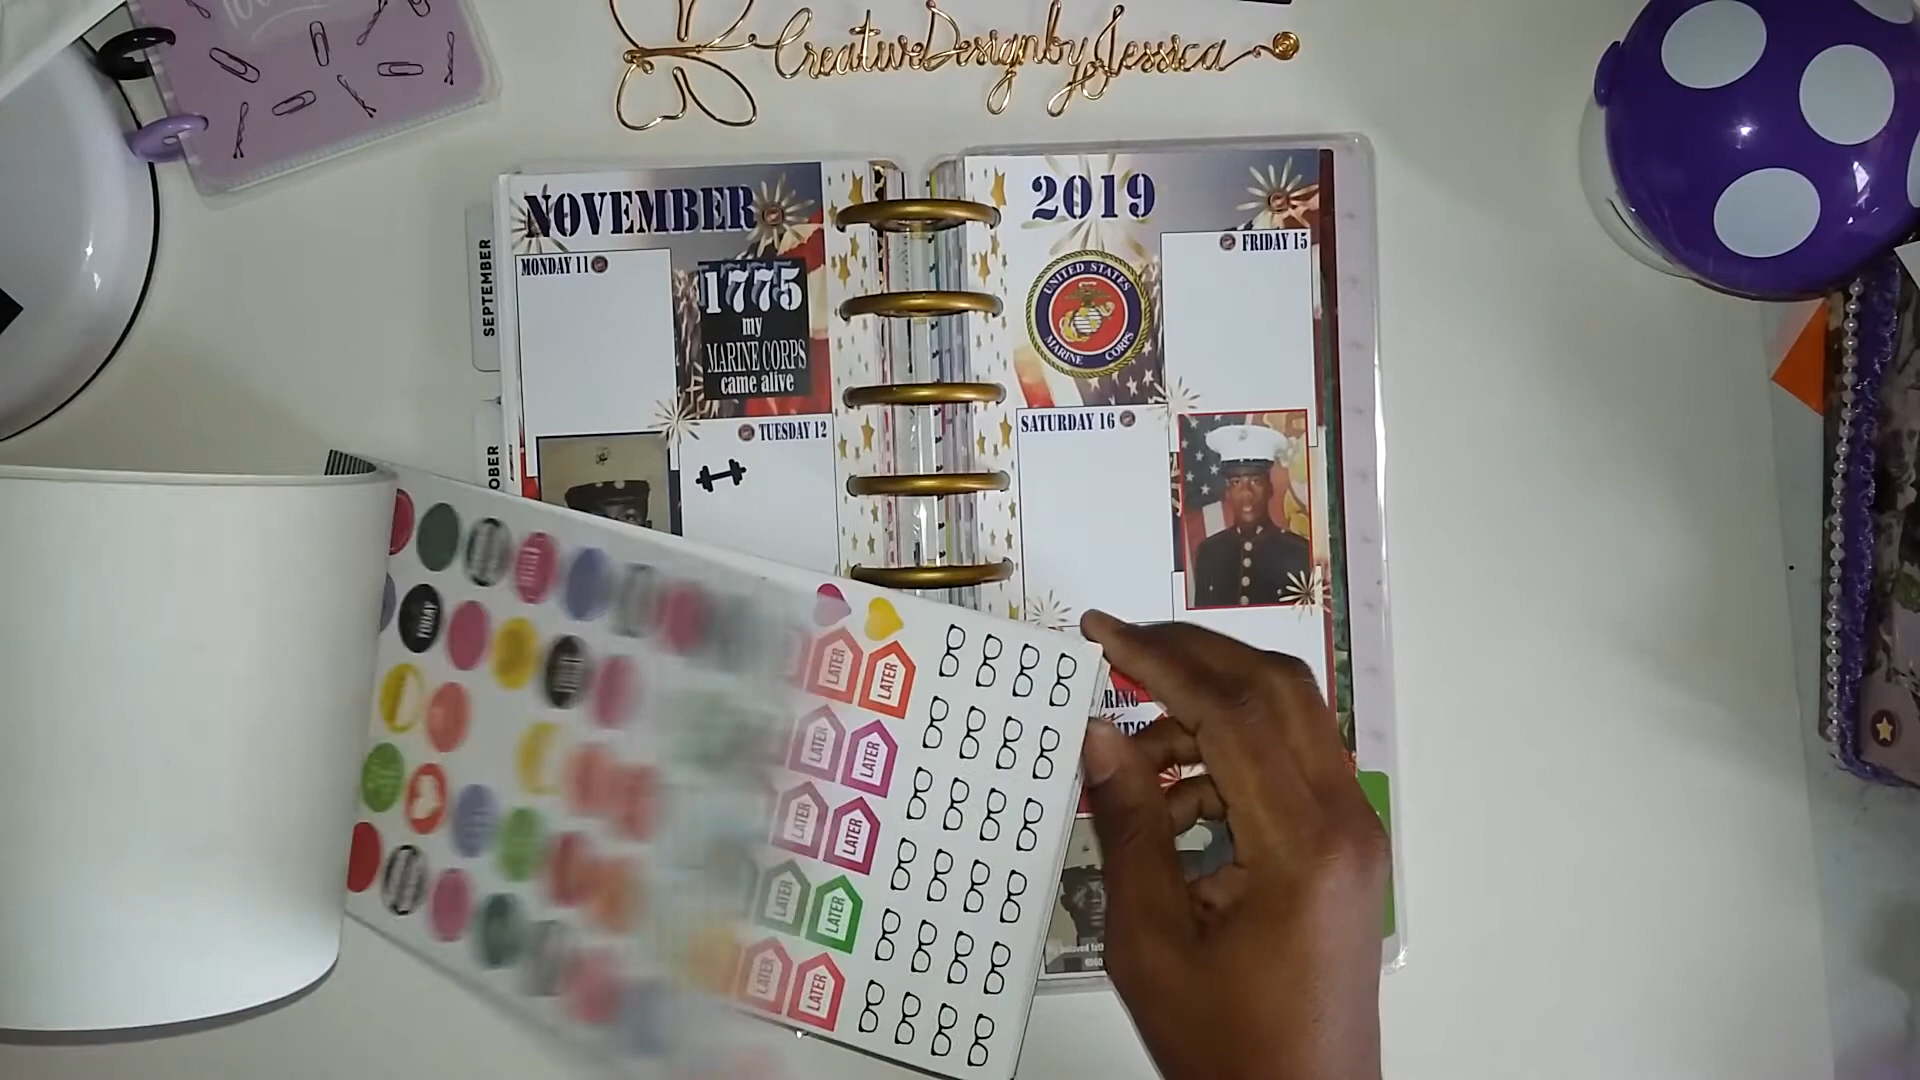 CreativeDesignbyJessica
NOVEMBER
2019
SEPTEMBER
MONDAY 11
1775
my
MARINE CORPS
came alive
UNITED STATES
MARINE CORPS
FRIDAY 15
TUESDAY 12
SATURDAY 16
TODAY
LATER
LATER
LATER
LATER
LATER
LATER
LATER
LATER
LATER
LATER